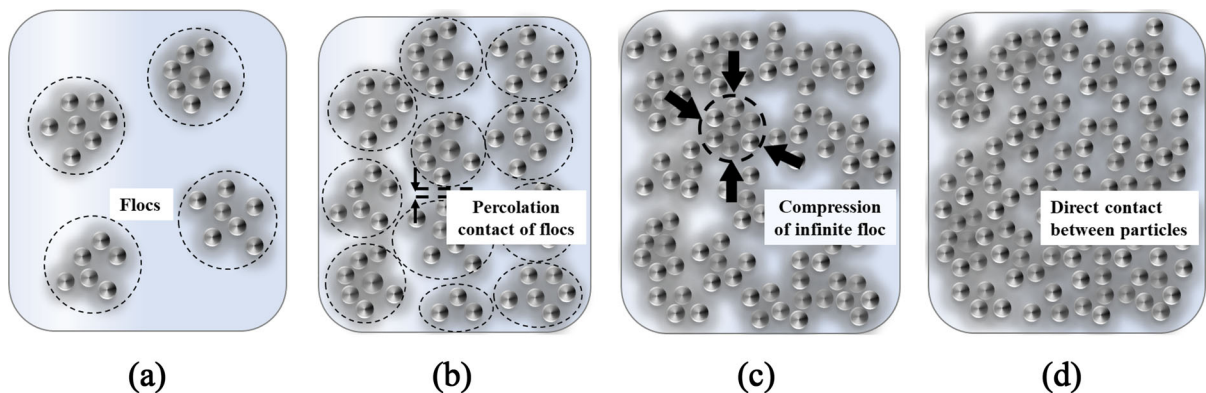 Flocs
Percolation
contact of flocs
Compression
of infinite floc
Direct contact
between particles
(a)
(b)
(c)
(d)